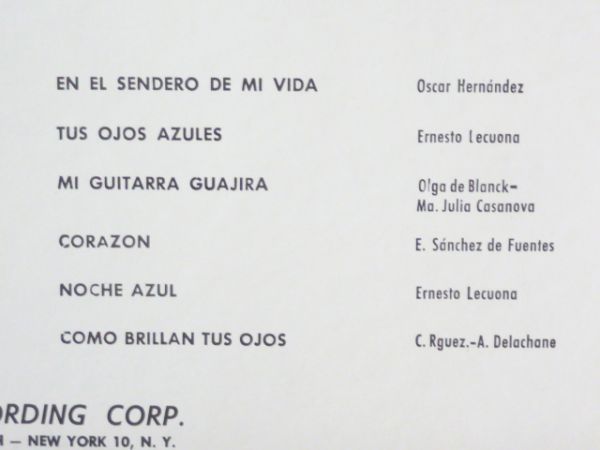 EN EL SENDERO DE MI VIDA Oscar Hernández
TUS OJOS AZULES Ernesto Lecuona
MI GUITARRA GUAJIRA Olga de Blanck-
Ma. Julia Casanova
CORAZON E. Sánchez de Fuentes
NOCHE AZUL Ernesto Lecuona
COMO BRILLAN TUS OJOS C. Rguez.-A. Delachane
ORDING CORP.
H — NEW YORK 10, N. Y.